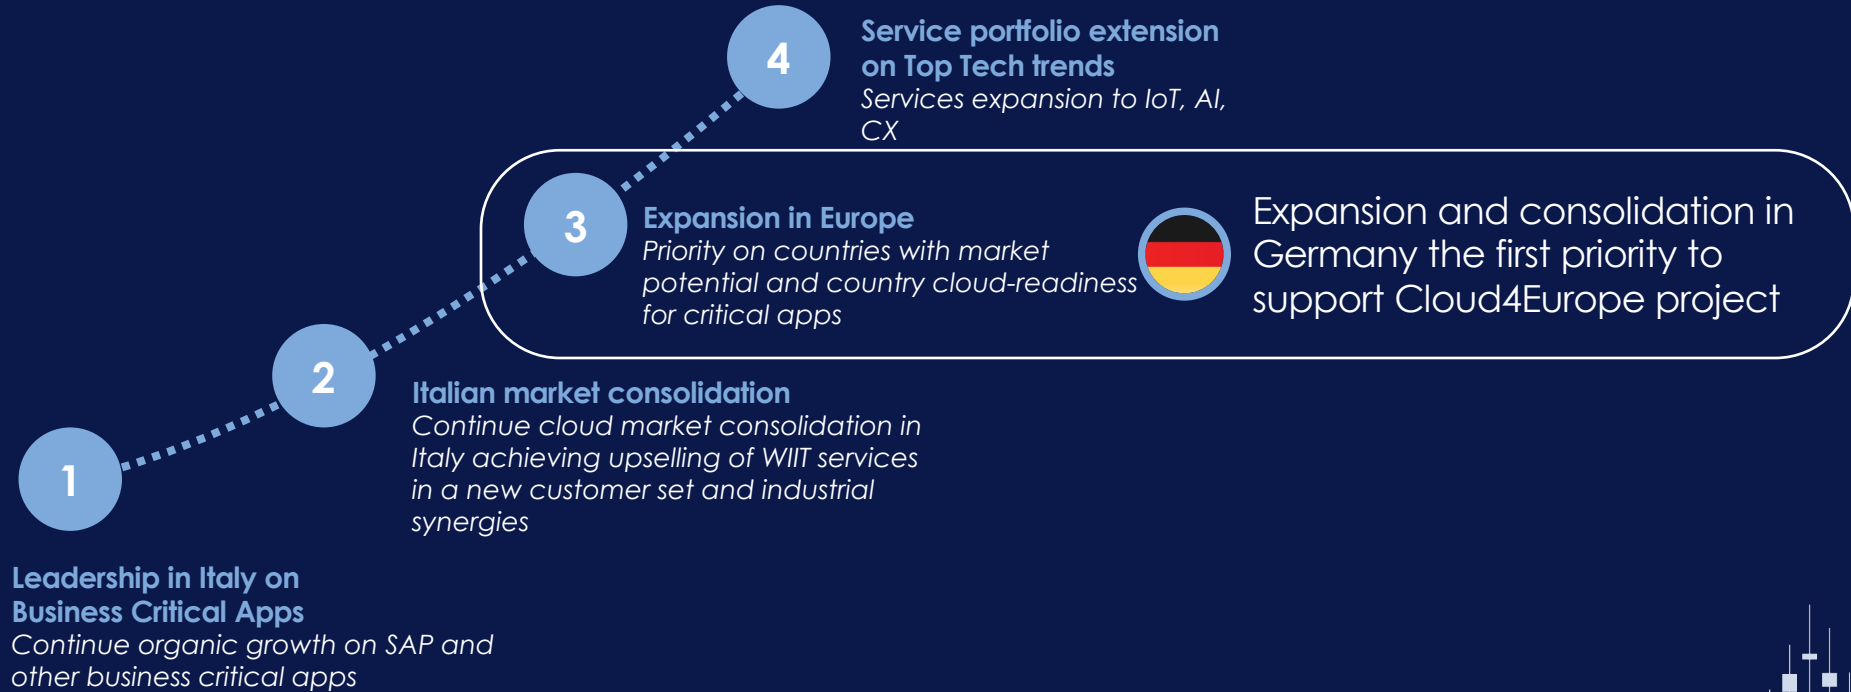 4
Service portfolio extension
on Top Tech trends
Services expansion to IoT, AI,
CX
3
Expansion in Europe
Priority on countries with market
potential and country cloud-readiness
for critical apps
Expansion and consolidation in
Germany the first priority to
support Cloud4Europe project
2
Italian market consolidation
Continue cloud market consolidation in
Italy achieving upselling of WIIT services
in a new customer set and industrial
synergies
1
Leadership in Italy on
Business Critical Apps
Continue organic growth on SAP and
other business critical apps